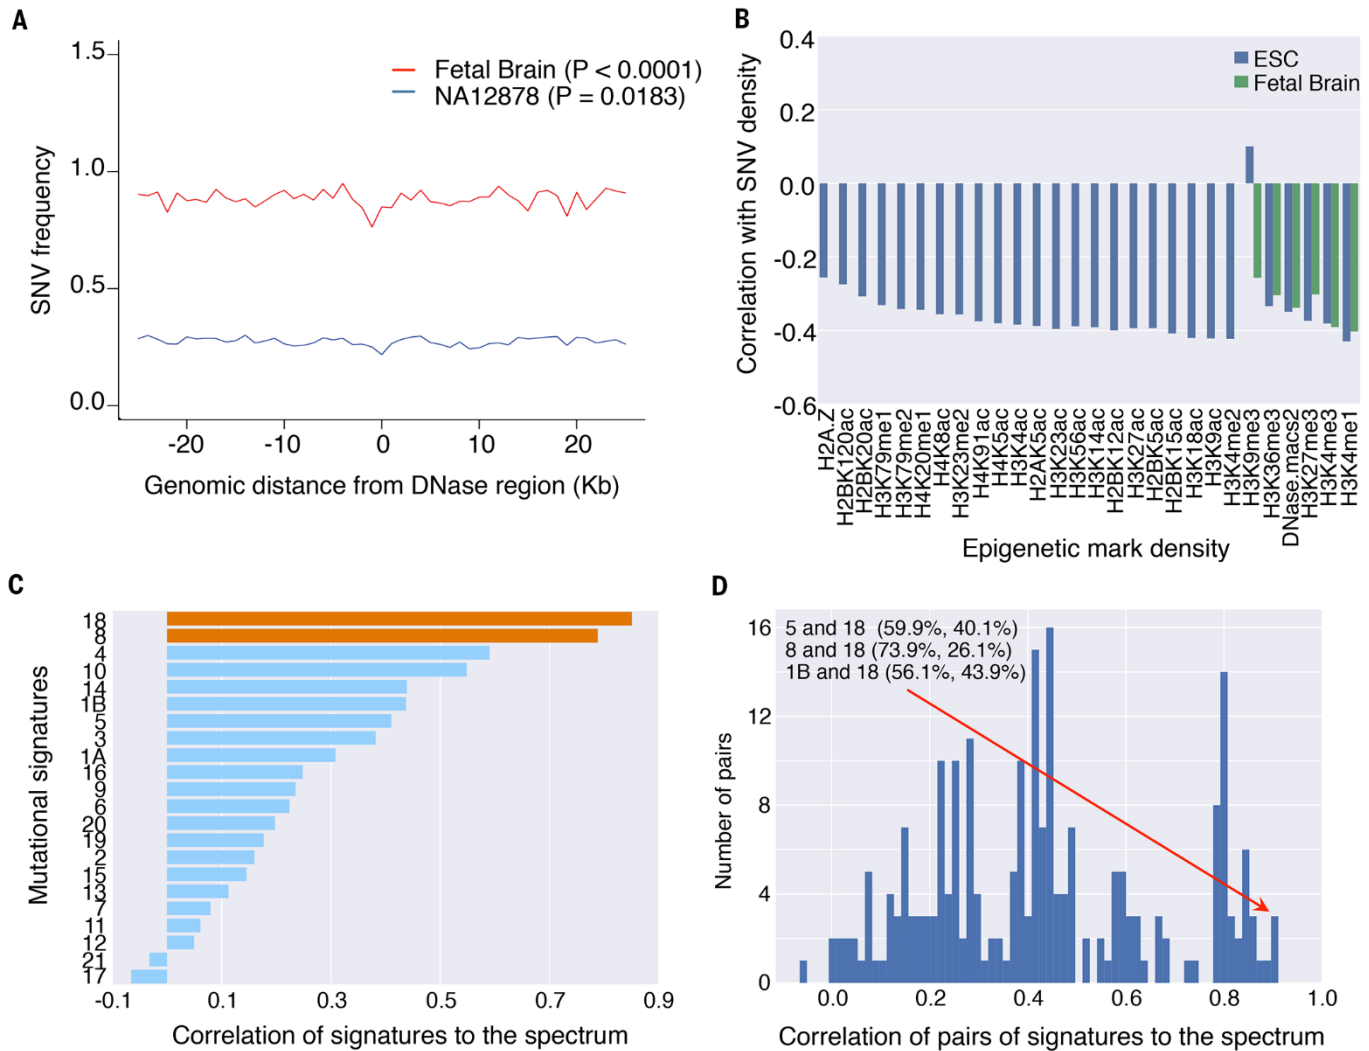 A
1.5
1.0
0.5
0.0
SNV frequency
Fetal Brain (P < 0.0001)
NA12878 (P = 0.0183)
-20
-10
0
10
20
Genomic distance from DNase region (Kb)
B
0.4
0.2
0.0
-0.2
-0.4
-0.6
Correlation with SNV density
ESC
Fetal Brain
H2A.Z
H2BK120ac
H2BK20ac
H3K79me1
H3K79me2
H4K20me1
H4K8ac
H3K23me2
H4K91ac
H4K5ac
H3K4ac
H2AK5ac
H3K23ac
H3K56ac
H3K14ac
H2BK12ac
H3K27ac
H2BK5ac
H2BK15ac
H3K18ac
H3K9ac
H3K4me2
H3K9me3
H3K36me3
DNase.macs2
H3K27me3
H3K4me3
H3K4me1
Epigenetic mark density
C
Mutational signatures
18
8
4
10
14
1B
5
3
1A
16
9
6
20
19
2
15
13
7
11
12
21
17
-0.1
0.1
0.3
0.5
0.7
0.9
Correlation of signatures to the spectrum
D
16
12
8
4
0
Number of pairs
5 and 18 (59.9%, 40.1%)
8 and 18 (73.9%, 26.1%)
1B and 18 (56.1%, 43.9%)
0.0
0.2
0.4
0.6
0.8
1.0
Correlation of pairs of signatures to the spectrum